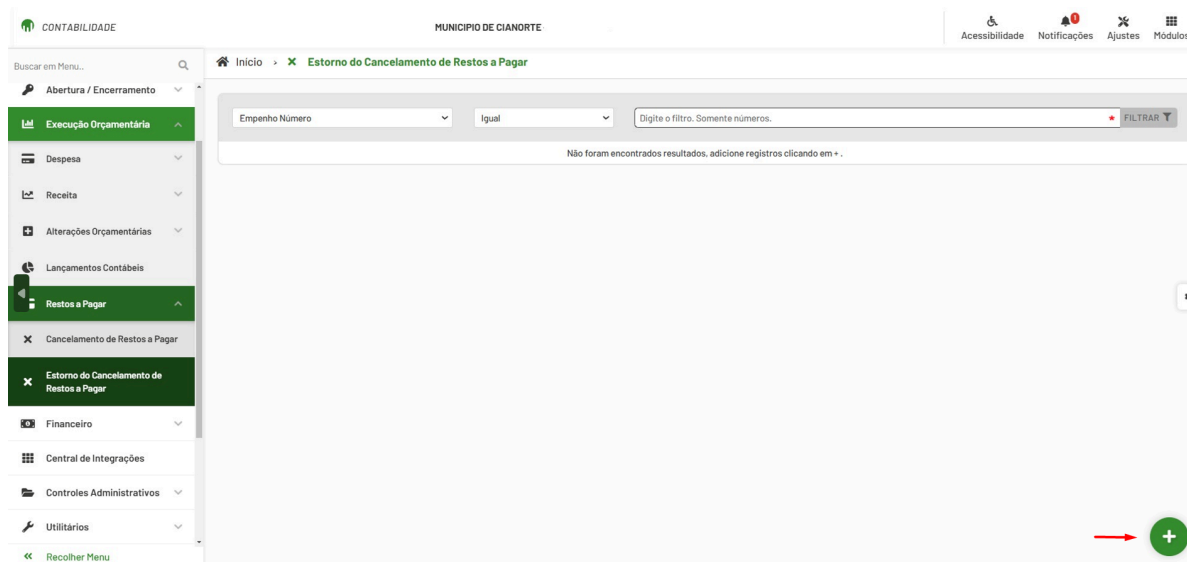 CONTABILIDADE
MUNICIPIO DE CIANORTE
Acessibilidade
Notificações
1
Ajustes
Módulos
Buscar em Menu..
Início › Estorno do Cancelamento de Restos a Pagar
Abertura / Encerramento
Execução Orçamentária
Despesa
Receita
Alterações Orçamentárias
Lançamentos Contábeis
Restos a Pagar
Cancelamento de Restos a Pagar
Estorno do Cancelamento de
Restos a Pagar
Financeiro
Central de Integrações
Controles Administrativos
Utilitários
Recolher Menu
Empenho Número
Igual
Digite o filtro. Somente números.
* FILTRAR
Não foram encontrados resultados, adicione registros clicando em + .